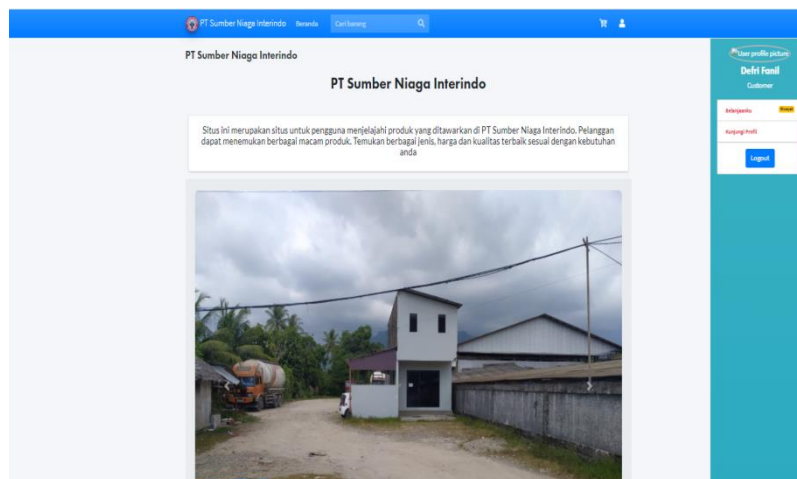 PT Sumber Niaga Interindo
Beranda
Cari barang
PT Sumber Niaga Interindo
PT Sumber Niaga Interindo
Situs ini merupakan situs untuk pengguna menjelajahi produk yang ditawarkan di PT Sumber Niaga Interindo. Pelanggan
dapat menemukan berbagai macam produk. Temukan berbagai jenis, harga dan kualitas terbaik sesuai dengan kebutuhan
anda
User profile picture
Defri Fanil
Customer
Belanjaanku
Kunjungi Profil
Logout